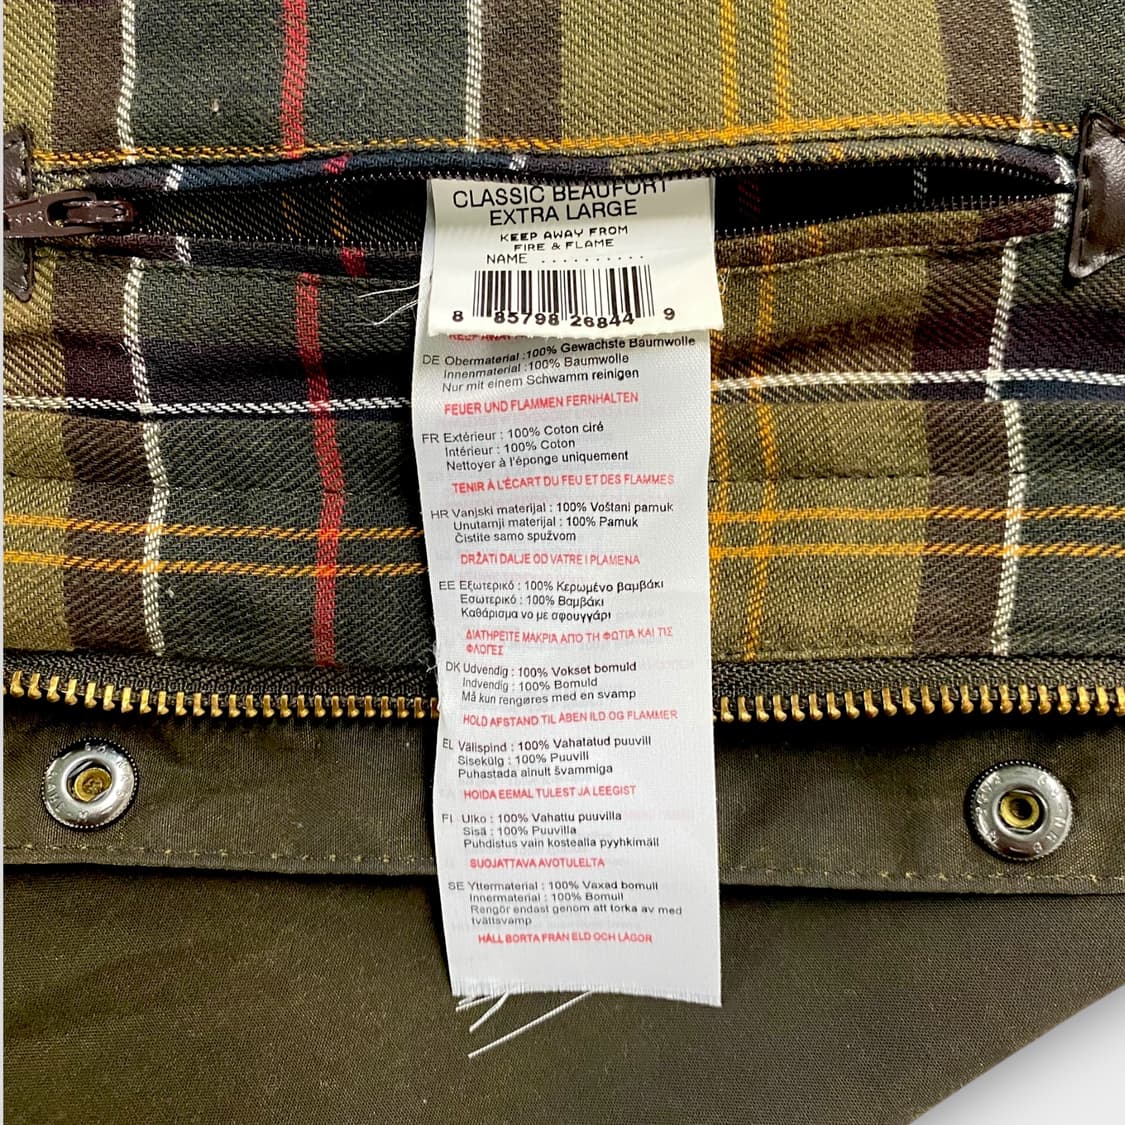 CLASSIC BEAUFORT
EXTRA LARGE
KEEP AWAY FROM
FIRE & FLAME
NAME ..........
8 85798 26844 9
KEEP AWAY
DE Obermaterial :100% Gewachste Baumwolle
Innenmaterial :100% Baumwolle
Nur mit einem Schwamm reinigen
FEUER UND FLAMMEN FERNHALTEN
FR Extérieur : 100% Coton ciré
Intérieur : 100% Coton
Nettoyer à l'éponge uniquement
TENIR À L'ÉCART DU FEU ET DES FLAMMES
HR Vanjski materijal : 100% Voštani pamuk
Unutarnji materijal : 100% Pamuk
Čistite samo spužvom
DRŽATI DALJE OD VATRE I PLAMENA
EE Εξωτερικό : 100% Κερωμένο βαμβάκι
Εσωτερικό : 100% Βαμβάκι
Καθάρισμα νο με σφουγγάρι
ΔΙΑΤΗΡΕΙΤΕ ΜΑΚΡΙΑ ΑΠΟ ΤΗ ΦΩΤΙΑ ΚΑΙ ΤΙΣ
ΦΛΟΓΕΣ
DK Udvendig : 100% Vokset bomuld
Indvendig : 100% Bomuld
Må kun rengøres med en svamp
HOLD AFSTAND TIL ÅBEN ILD OG FLAMMER
EL Välispind : 100% Vahatatud puuvill
Sisekülg : 100% Puuvill
Puhastada ainult švammiga
HOIDA EEMAL TULEST JA LEEGIST
FI Ulko : 100% Vahattu puuvilla
Sisä : 100% Puuvilla
Puhdistus vain kostealla pyyhkimäll
SUOJATTAVA AVOTULELTA
SE Yttermaterial : 100% Vaxad bomull
Innermaterial : 100% Bomull
Rengör endast genom att torka av med
tvättsvamp
HÅLL BORTA FRÅN ELD OCH LÅGOR